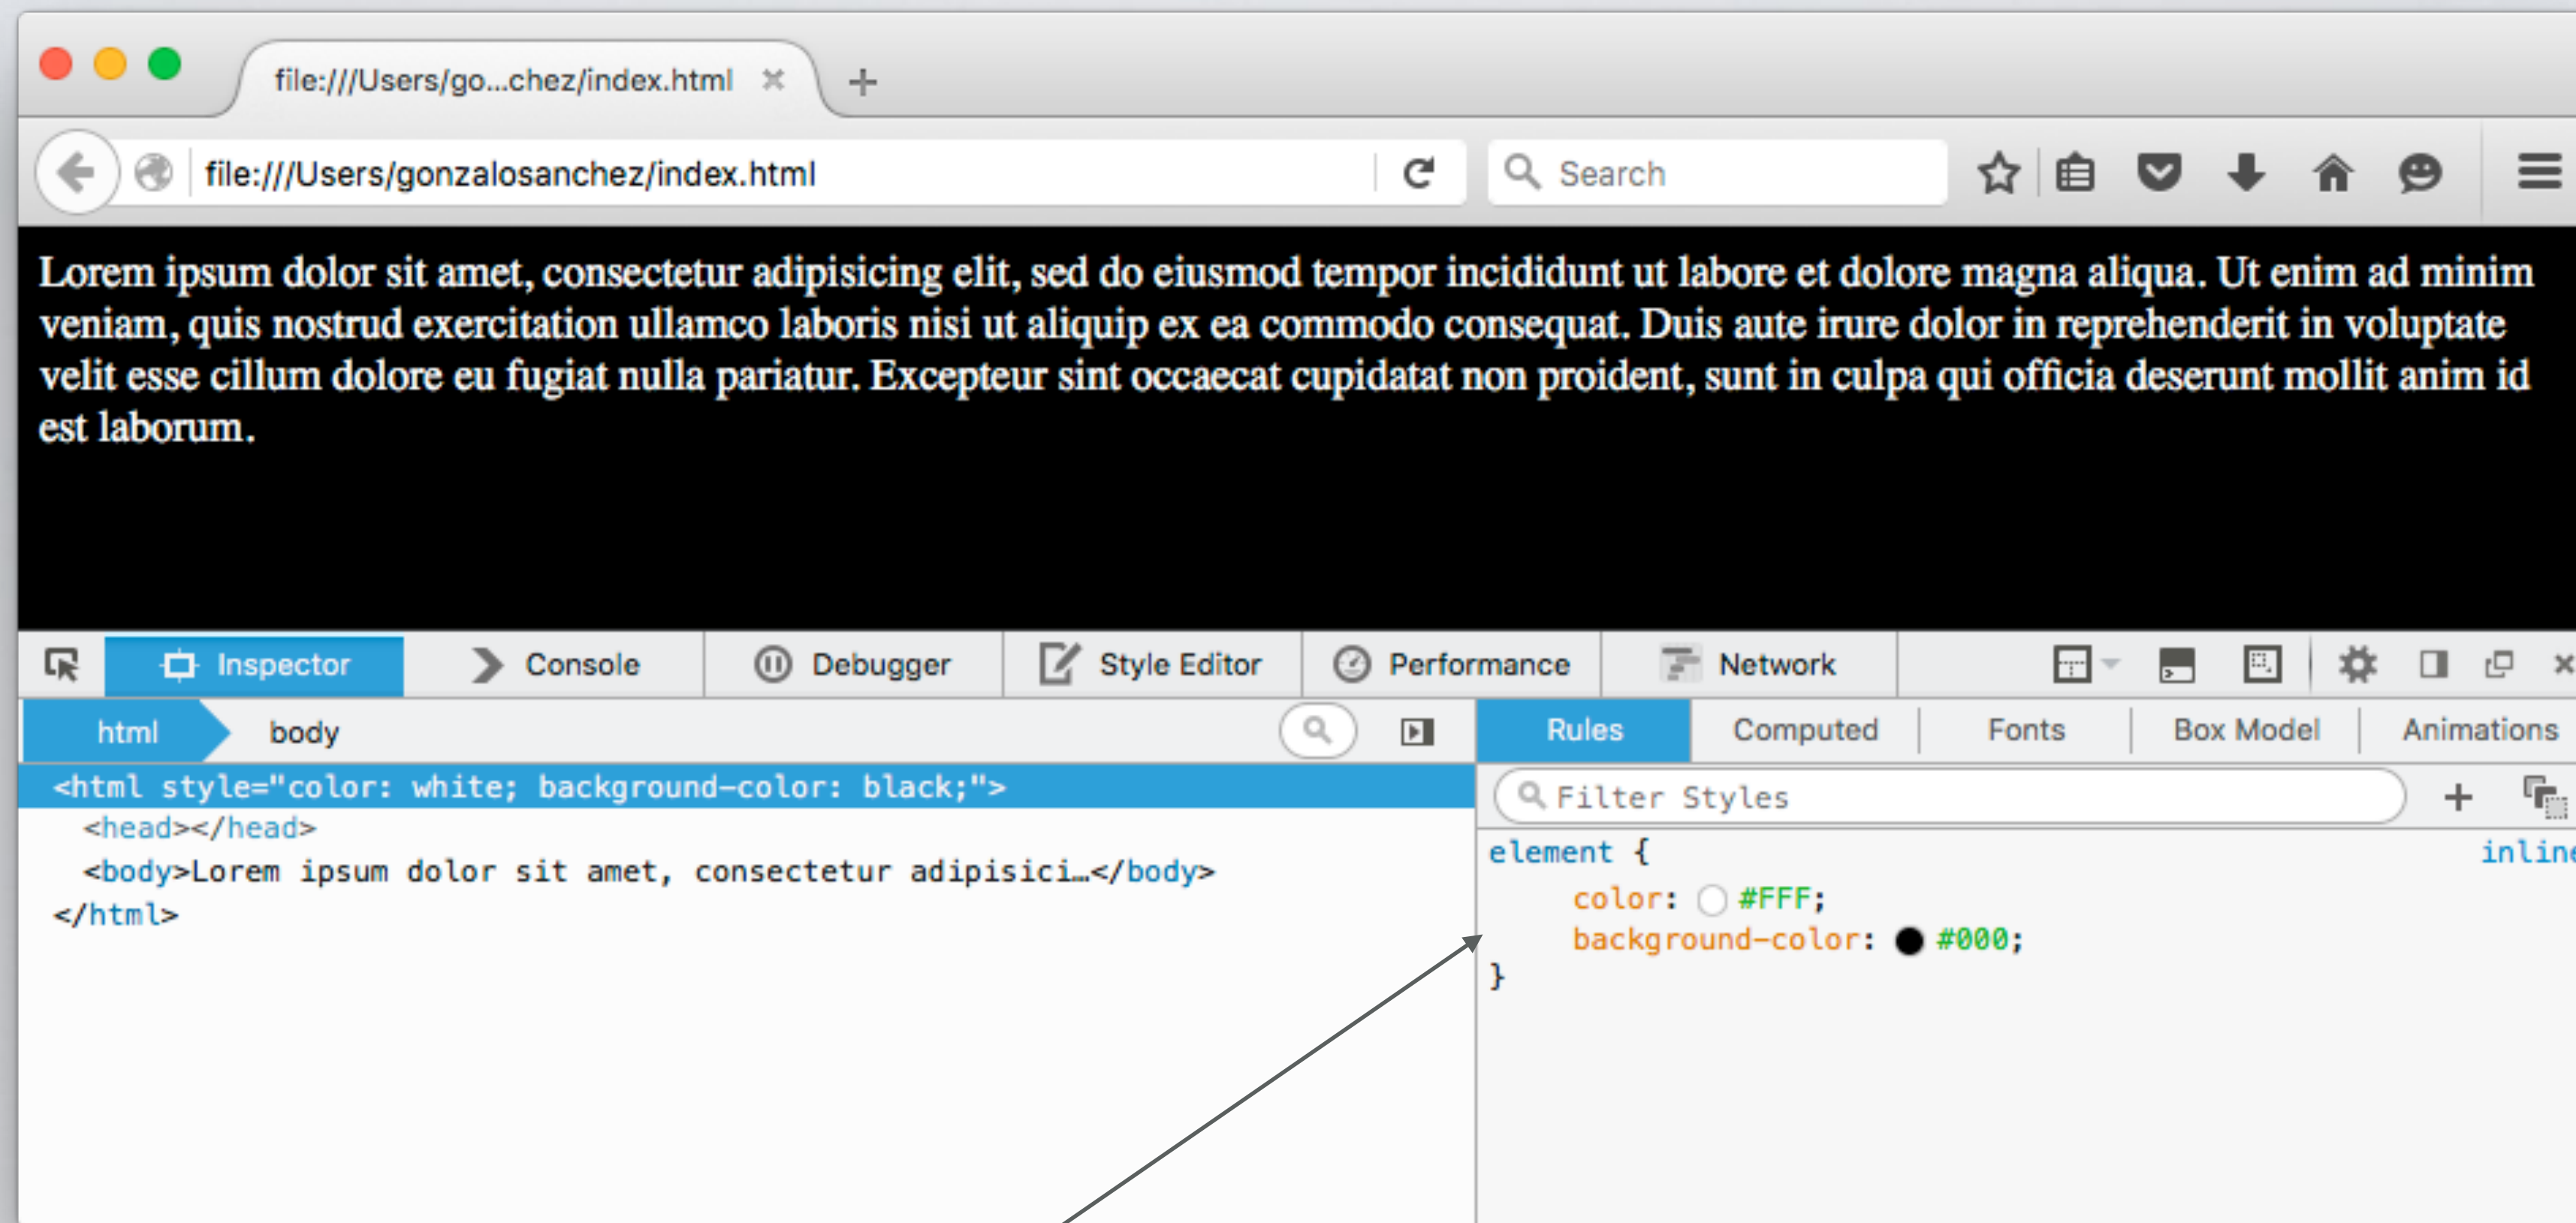 file:///Users/go...chez/index.html
file:///Users/gonzalosanchez/index.html
Search
Lorem ipsum dolor sit amet, consectetur adipisicing elit, sed do eiusmod tempor incididunt ut labore et dolore magna aliqua. Ut enim ad minim
veniam, quis nostrud exercitation ullamco laboris nisi ut aliquip ex ea commodo consequat. Duis aute irure dolor in reprehenderit in voluptate
velit esse cillum dolore eu fugiat nulla pariatur. Excepteur sint occaecat cupidatat non proident, sunt in culpa qui officia deserunt mollit anim id
est laborum.
Inspector Console Debugger Style Editor Performance Network
html body
Rules Computed Fonts Box Model Animations
<html style="color: white; background-color: black;">
<head></head>
<body>Lorem ipsum dolor sit amet, consectetur adipisici…</body>
</html>
Filter Styles
element { inline
color: #FFF;
background-color: #000;
}